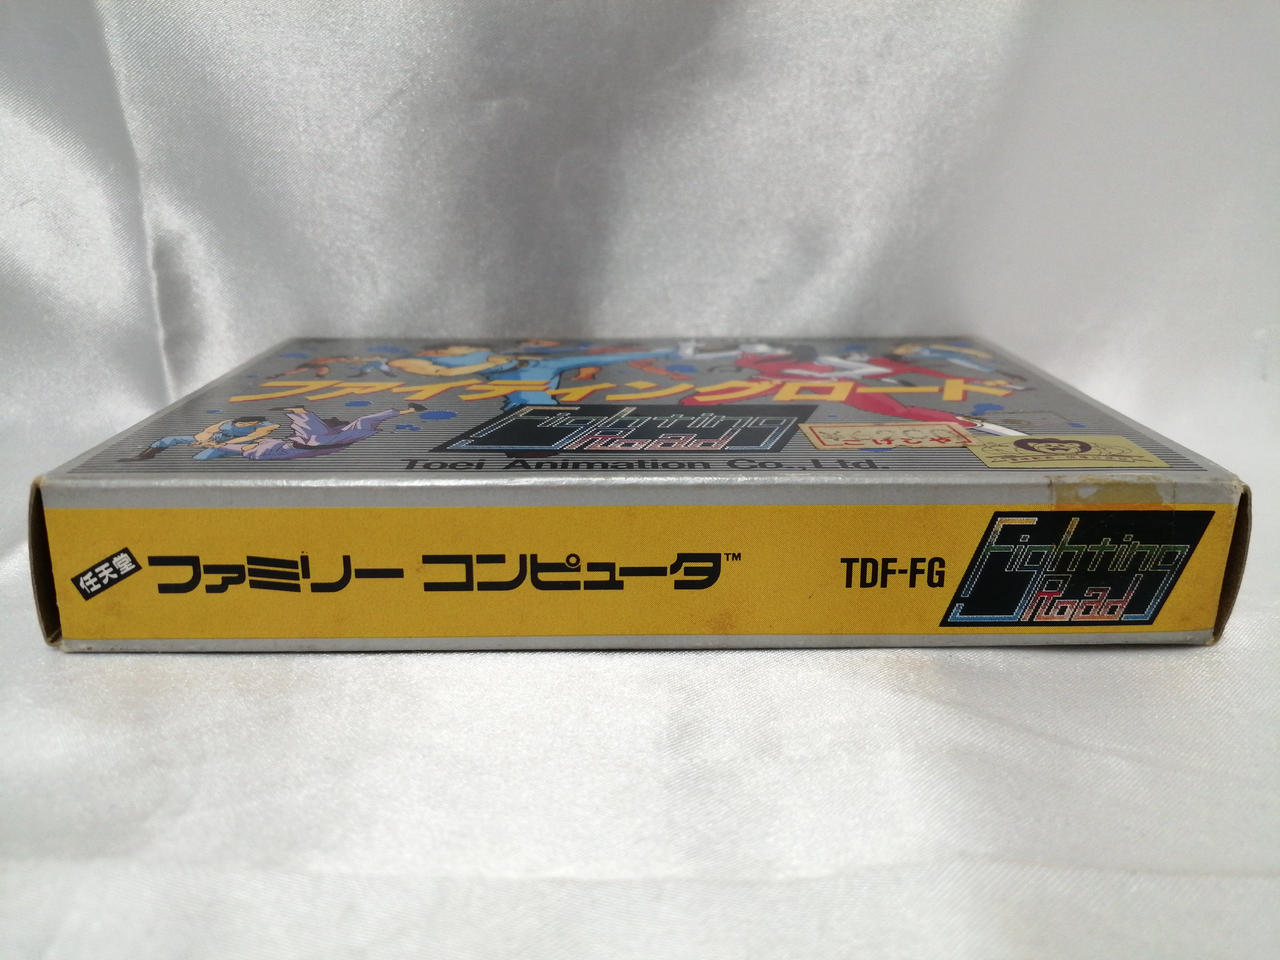 ファイティングロード
Fighting
Road
Toei Animation Co., Ltd.
任天堂 ファミリー コンピュータ™ TDF-FG
Fighting
Road